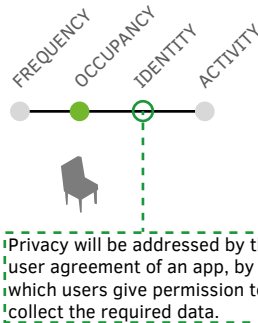 FREQUENCY
OCCUPANCY
IDENTITY
ACTIVITY
Privacy will be addressed by
user agreement of an app, by
which users give permission
collect the required data.